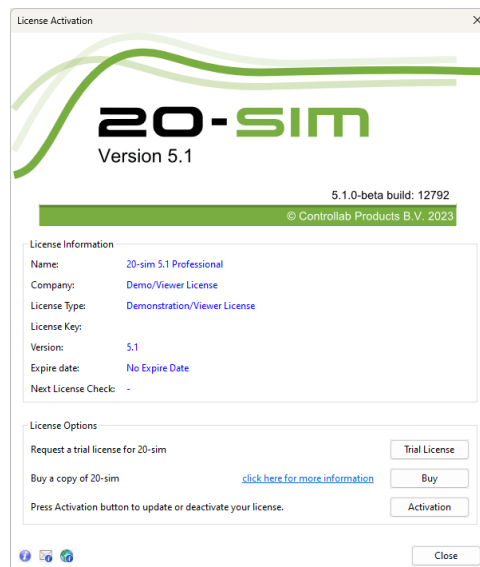 License Activation
20-sim
Version 5.1
5.1.0-beta build: 12792
© Controllab Products B.V. 2023
License Information
Name: 20-sim 5.1 Professional
Company: Demo/Viewer License
License Type: Demonstration/Viewer License
License Key:
Version: 5.1
Expire date: No Expire Date
Next License Check: -
License Options
Request a trial license for 20-sim Trial License
Buy a copy of 20-sim click here for more information Buy
Press Activation button to update or deactivate your license. Activation
Close